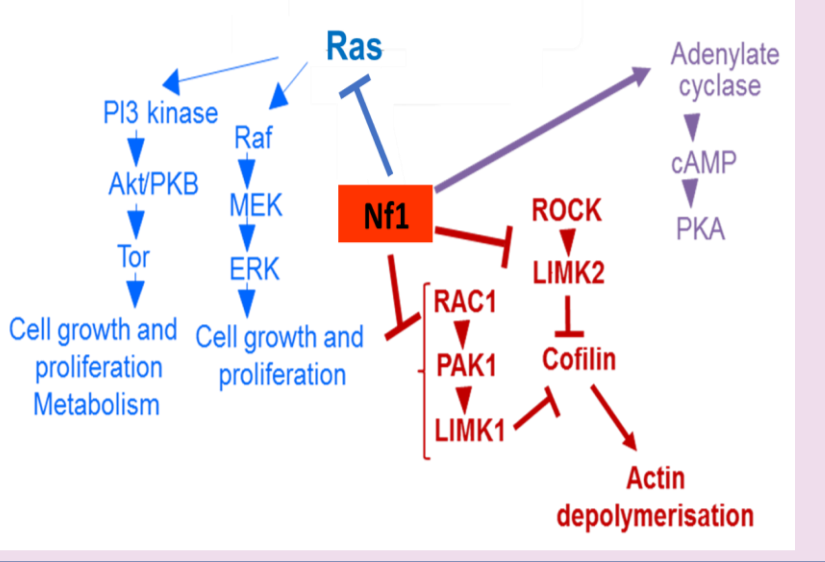 Ras
Adenylate
cyclase
cAMP
PKA
PI3 kinase
Akt/PKB
Tor
Cell growth and
proliferation
Metabolism
Raf
MEK
ERK
Cell growth and
proliferation
Nf1
ROCK
LIMK2
Cofilin
RAC1
PAK1
LIMK1
Actin
depolymerisation